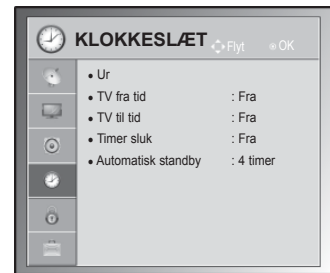 KLOKKESLÆT Flyt OK
• Ur
• TV fra tid : Fra
• TV til tid : Fra
• Timer sluk : Fra
• Automatisk standby : 4 timer